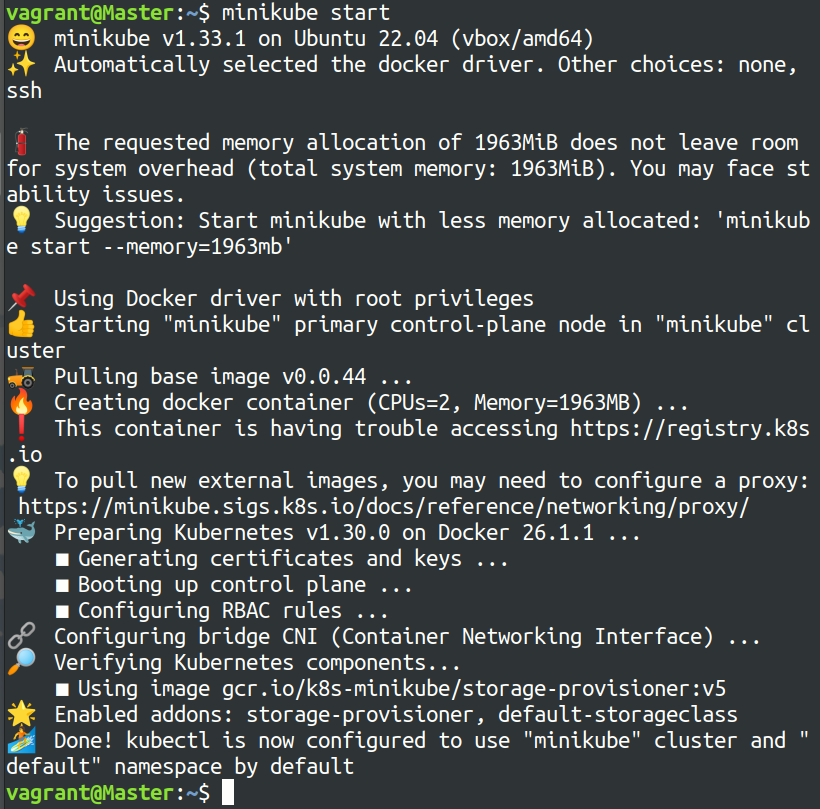 vagrant@Master:~$ minikube start
😄  minikube v1.33.1 on Ubuntu 22.04 (vbox/amd64)
✨  Automatically selected the docker driver. Other choices: none,
ssh
🧯  The requested memory allocation of 1963MiB does not leave room
for system overhead (total system memory: 1963MiB). You may face st
ability issues.
💡  Suggestion: Start minikube with less memory allocated: 'minikub
e start --memory=1963mb'
📌  Using Docker driver with root privileges
👍  Starting "minikube" primary control-plane node in "minikube" cl
uster
🚜  Pulling base image v0.0.44 ...
🔥  Creating docker container (CPUs=2, Memory=1963MB) ...
❗  This container is having trouble accessing https://registry.k8s
.io
💡  To pull new external images, you may need to configure a proxy:
 https://minikube.sigs.k8s.io/docs/reference/networking/proxy/
🐳  Preparing Kubernetes v1.30.0 on Docker 26.1.1 ...
    ■ Generating certificates and keys ...
    ■ Booting up control plane ...
    ■ Configuring RBAC rules ...
🔗  Configuring bridge CNI (Container Networking Interface) ...
🔎  Verifying Kubernetes components...
    ■ Using image gcr.io/k8s-minikube/storage-provisioner:v5
🌟  Enabled addons: storage-provisioner, default-storageclass
🏄  Done! kubectl is now configured to use "minikube" cluster and "
default" namespace by default
vagrant@Master:~$